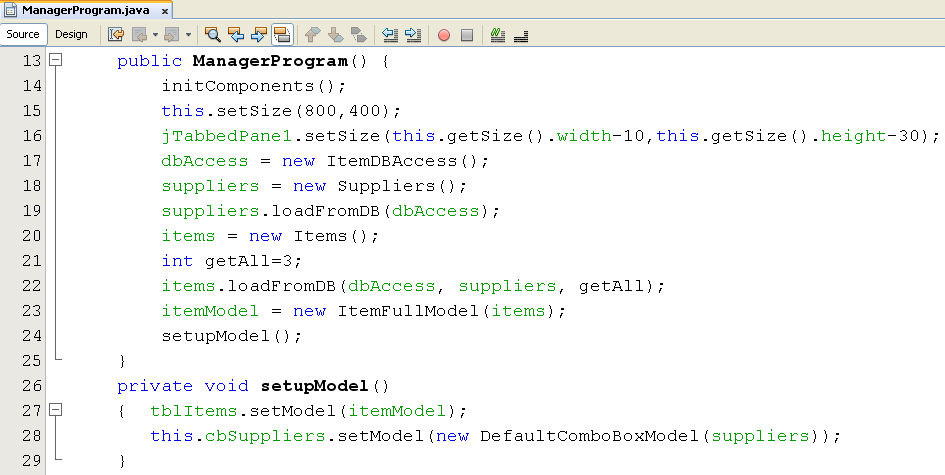 ManagerProgram.java x
Source Design
13 public ManagerProgram() {
14 initComponents();
15 this.setSize(800,400);
16 jTabbedPane1.setSize(this.getSize().width-10,this.getSize().height-30);
17 dbAccess = new ItemDBAccess();
18 suppliers = new Suppliers();
19 suppliers.loadFromDB(dbAccess);
20 items = new Items();
21 int getAll=3;
22 items.loadFromDB(dbAccess, suppliers, getAll);
23 itemModel = new ItemFullModel(items);
24 setupModel();
25 }
26 private void setupModel()
27 { tblItems.setModel(itemModel);
28 this.cbSuppliers.setModel(new DefaultComboBoxModel(suppliers));
29 }